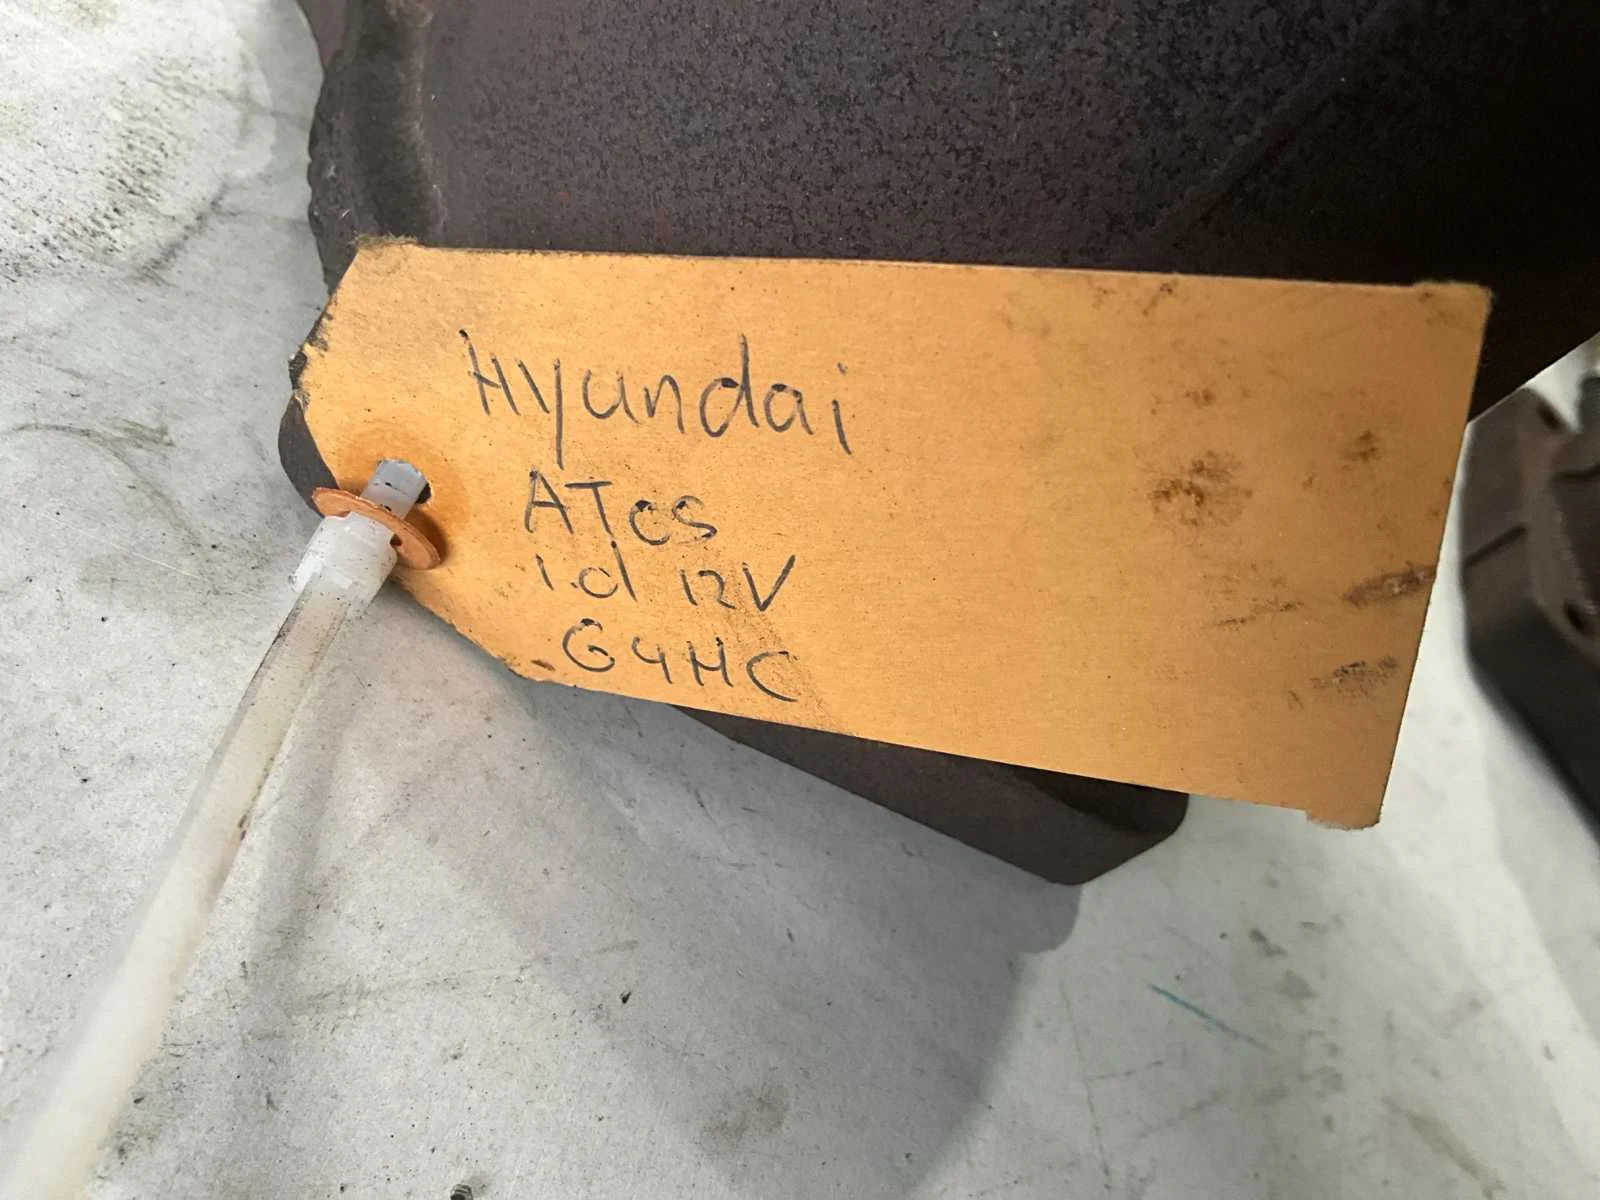 Hyundai
ATOS
1.0 12V
G4HC